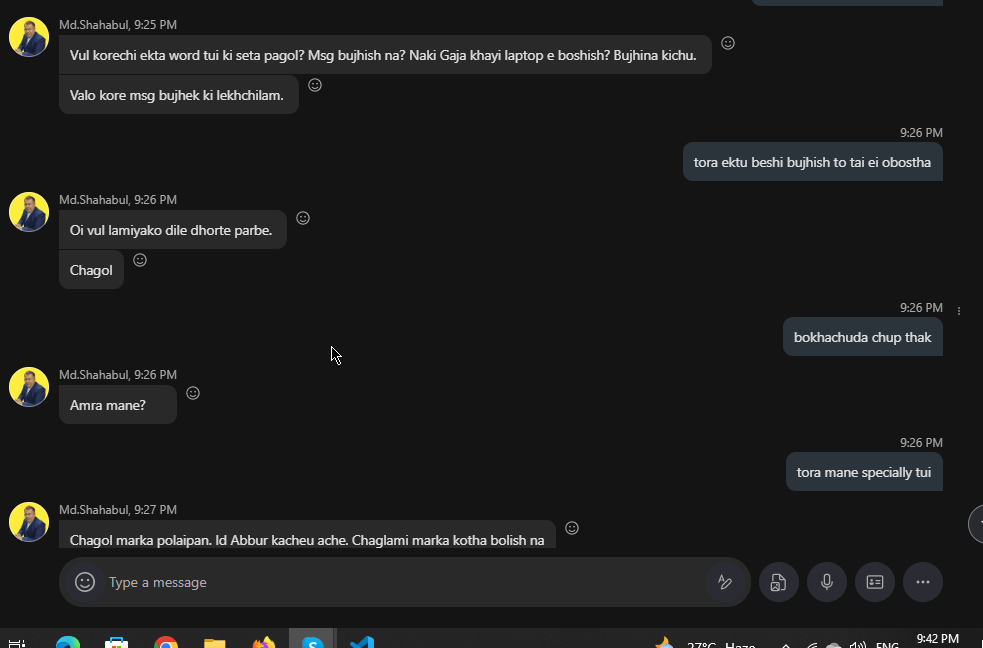 Md.Shahabul, 9:25 PM
Vul korechi ekta word tui ki seta pagol? Msg bujhish na? Naki Gaja khayi laptop e boshish? Bujhina kichu.
Valo kore msg bujhek ki lekhchilam.
9:26 PM
tora ektu beshi bujhish to tai ei obostha
Md.Shahabul, 9:26 PM
Oi vul lamiyako dile dhorte parbe.
Chagol
9:26 PM
bokhachuda chup thak
Md.Shahabul, 9:26 PM
Amra mane?
9:26 PM
tora mane specially tui
Md.Shahabul, 9:27 PM
Chagol marka polaipan. Id Abbur kacheu ache. Chaglami marka kotha bolish na
Type a message
27°C Haze
ENG
9:42 PM